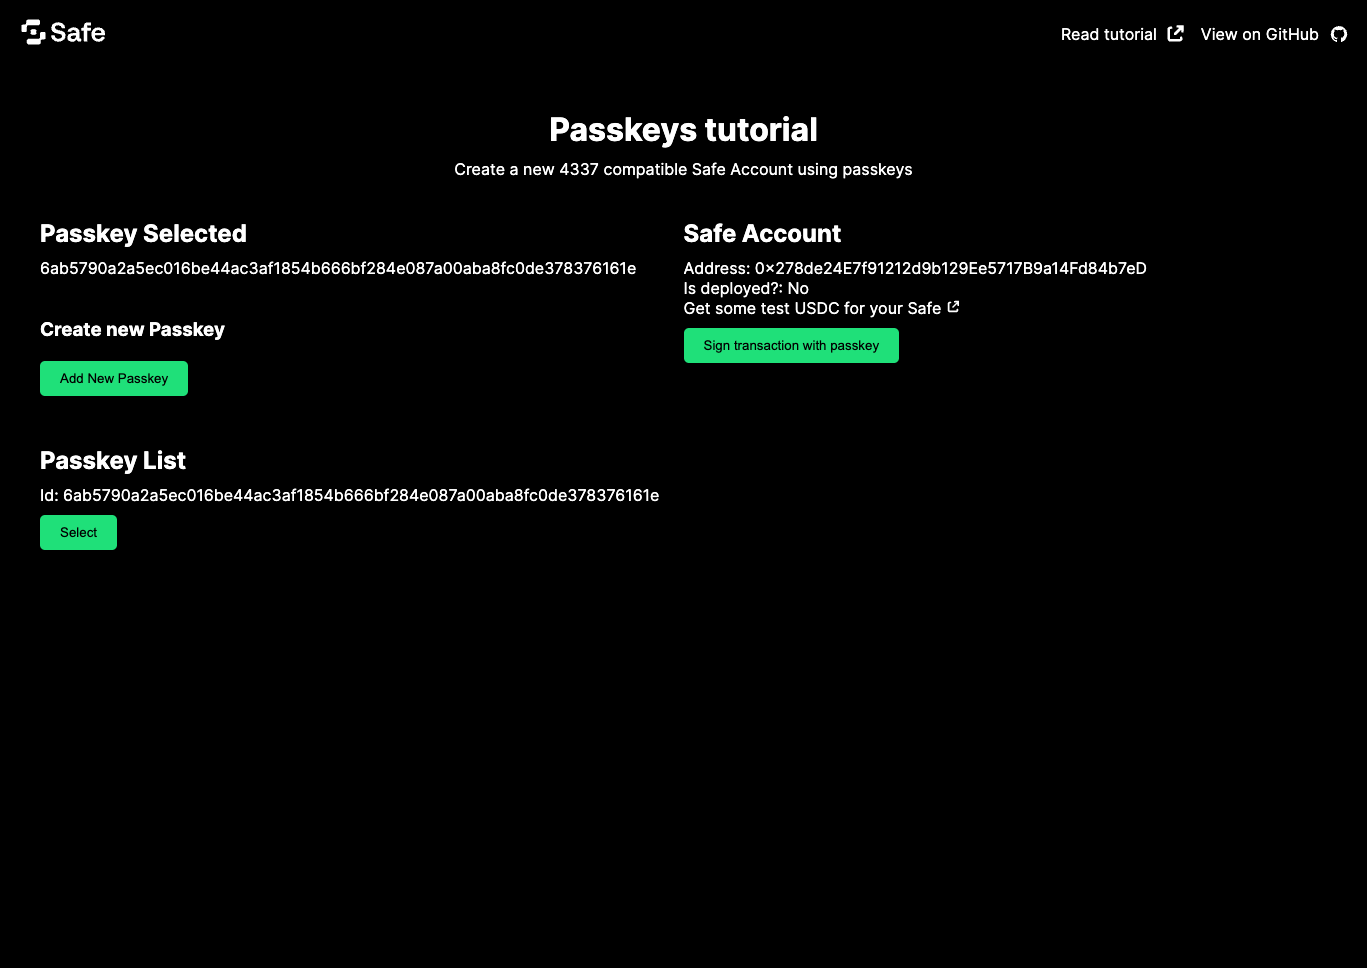 Safe
Read tutorial
View on GitHub
Passkeys tutorial
Create a new 4337 compatible Safe Account using passkeys
Passkey Selected
6ab5790a2a5ec016be44ac3af1854b666bf284e087a00aba8fc0de378376161e
Create new Passkey
Add New Passkey
Passkey List
Id: 6ab5790a2a5ec016be44ac3af1854b666bf284e087a00aba8fc0de378376161e
Select
Safe Account
Address: 0x278de24E7f91212d9b129Ee5717B9a14Fd84b7eD
Is deployed?: No
Get some test USDC for your Safe
Sign transaction with passkey